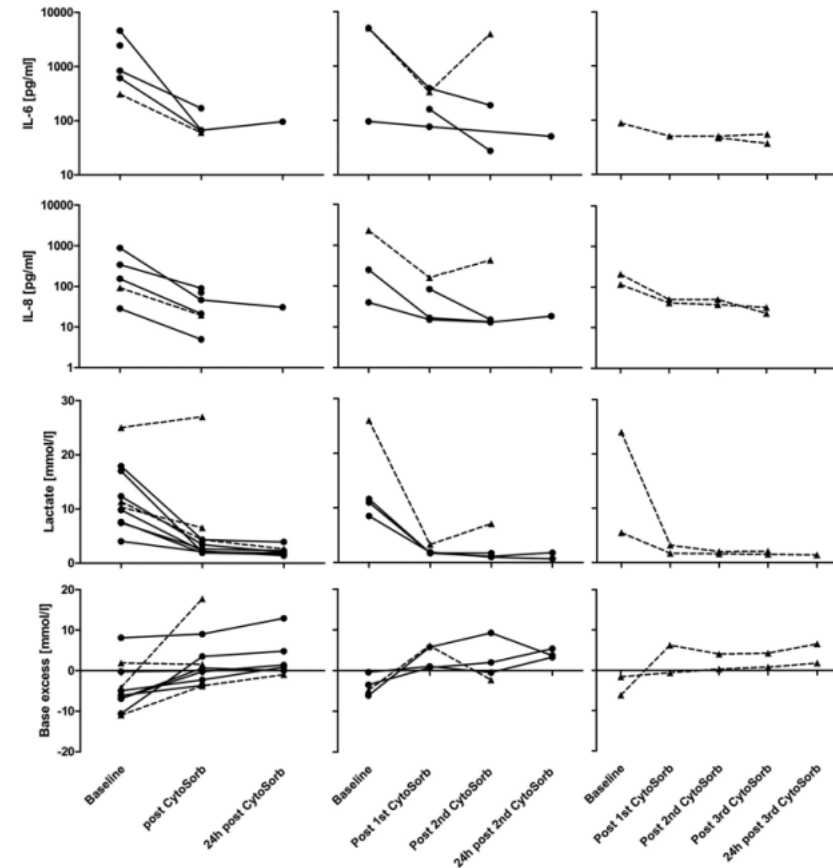 IL-6 [pg/ml]
10000
1000
100
10
IL-8 [pg/ml]
10000
1000
100
10
1
Lactate [mmol/l]
30
20
10
0
Base excess [mmol/l]
20
10
0
-10
-20
Baseline
post CytoSorb
24h post CytoSorb
Baseline
Post 1st CytoSorb
Post 2nd CytoSorb
24h post 2nd CytoSorb
Baseline
Post 1st CytoSorb
Post 2nd CytoSorb
Post 3rd CytoSorb
24h post 3rd CytoSorb